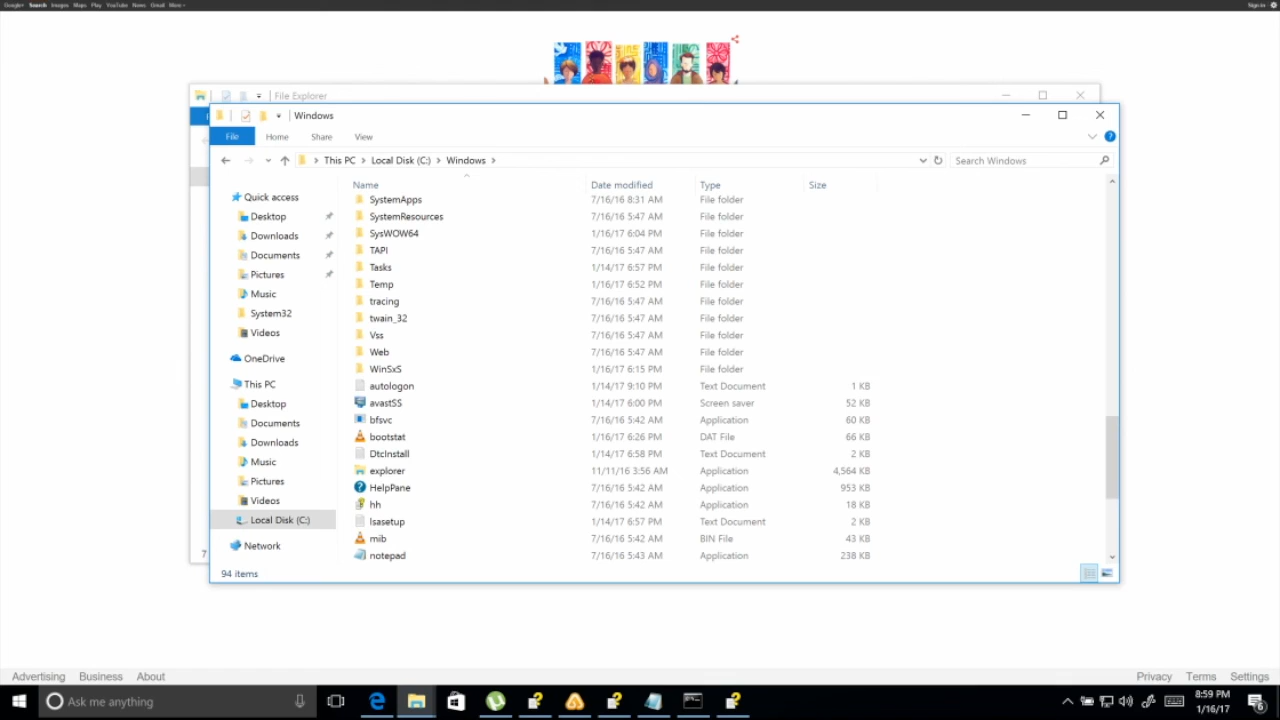 Google+ Search Images Maps Play YouTube News Gmail More Sign in
File Explorer
Windows
File Home Share View
This PC Local Disk (C:) Windows Search Windows
Name Date modified Type Size
Quick access
Desktop
Downloads
Documents
Pictures
Music
System32
Videos
OneDrive
This PC
Desktop
Documents
Downloads
Music
Pictures
Videos
Local Disk (C:)
Network
SystemApps 7/16/16 8:31 AM File folder
SystemResources 7/16/16 5:47 AM File folder
SysWOW64 1/16/17 6:04 PM File folder
TAPI 7/16/16 5:47 AM File folder
Tasks 1/14/17 6:57 PM File folder
Temp 1/16/17 6:52 PM File folder
tracing 7/16/16 5:47 AM File folder
twain_32 7/16/16 5:47 AM File folder
Vss 7/16/16 5:47 AM File folder
Web 7/16/16 5:47 AM File folder
WinSxS 1/16/17 6:15 PM File folder
autologon 1/14/17 9:10 PM Text Document 1 KB
avastSS 1/14/17 6:00 PM Screen saver 52 KB
bfsvc 7/16/16 5:42 AM Application 60 KB
bootstat 1/16/17 6:26 PM DAT File 66 KB
DtcInstall 1/14/17 6:58 PM Text Document 2 KB
explorer 11/11/16 3:56 AM Application 4,564 KB
HelpPane 7/16/16 5:42 AM Application 953 KB
hh 7/16/16 5:42 AM Application 18 KB
lsasetup 1/14/17 6:57 PM Text Document 2 KB
mib 7/16/16 5:42 AM BIN File 43 KB
notepad 7/16/16 5:43 AM Application 238 KB
7
94 items
Advertising Business About Privacy Terms Settings
Ask me anything
8:59 PM
1/16/17
6